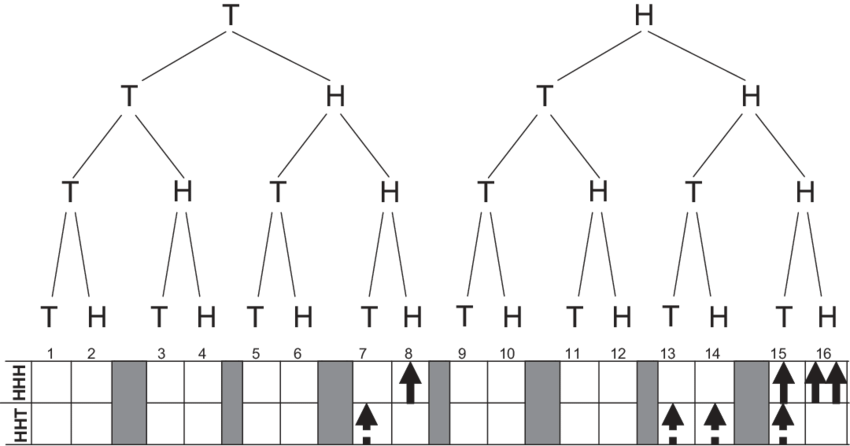 T H
T H T H
T H T H T H T H
T H T H T H T H T H T H T H T H
1 2 3 4 5 6 7 8 9 10 11 12 13 14 15 16
HHH
HHT